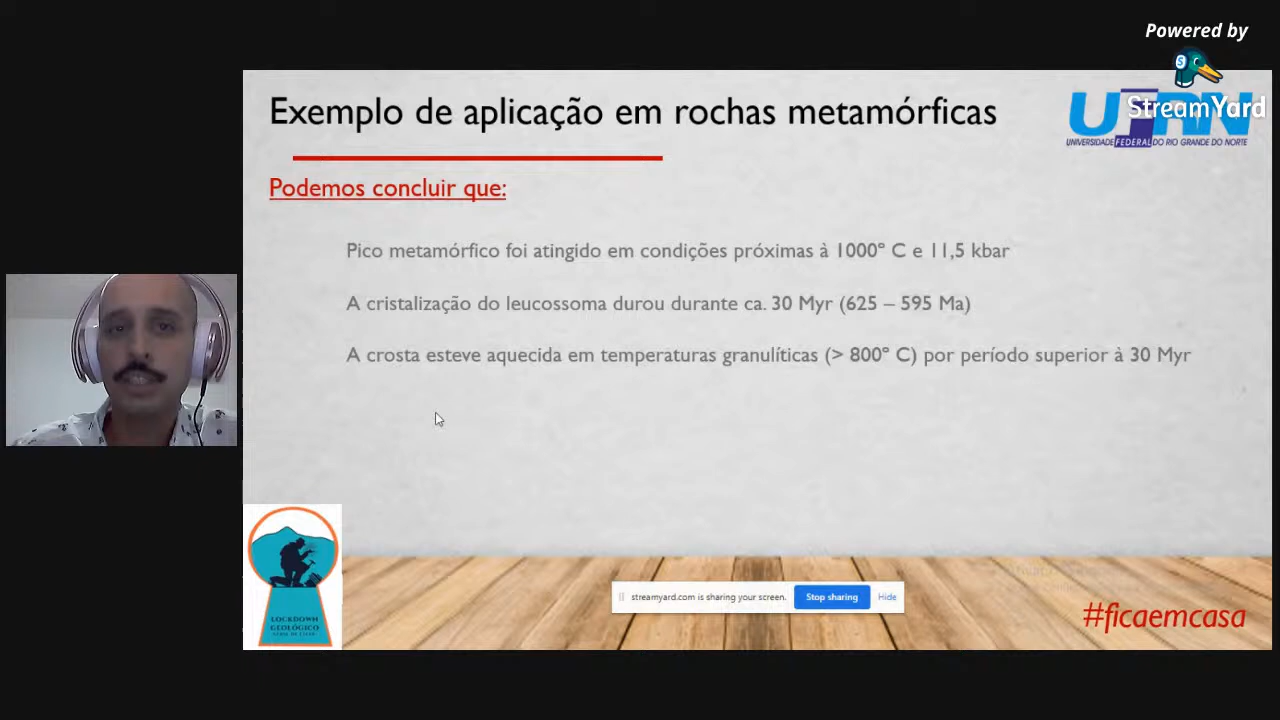 Powered by
StreamYard
Exemplo de aplicação em rochas metamórficas
UNIVERSIDADE FEDERAL DO RIO GRANDE DO NORTE
Podemos concluir que:
Pico metamórfico foi atingido em condições próximas à 1000º C e 11,5 kbar
A cristalização do leucossoma durou durante ca. 30 Myr (625 – 595 Ma)
A crosta esteve aquecida em temperaturas granulíticas (> 800º C) por período superior à 30 Myr
streamyard.com is sharing your screen.
Stop sharing
Hide
LOCKDOWN
GEOLÓGICO
#ficaemcasa